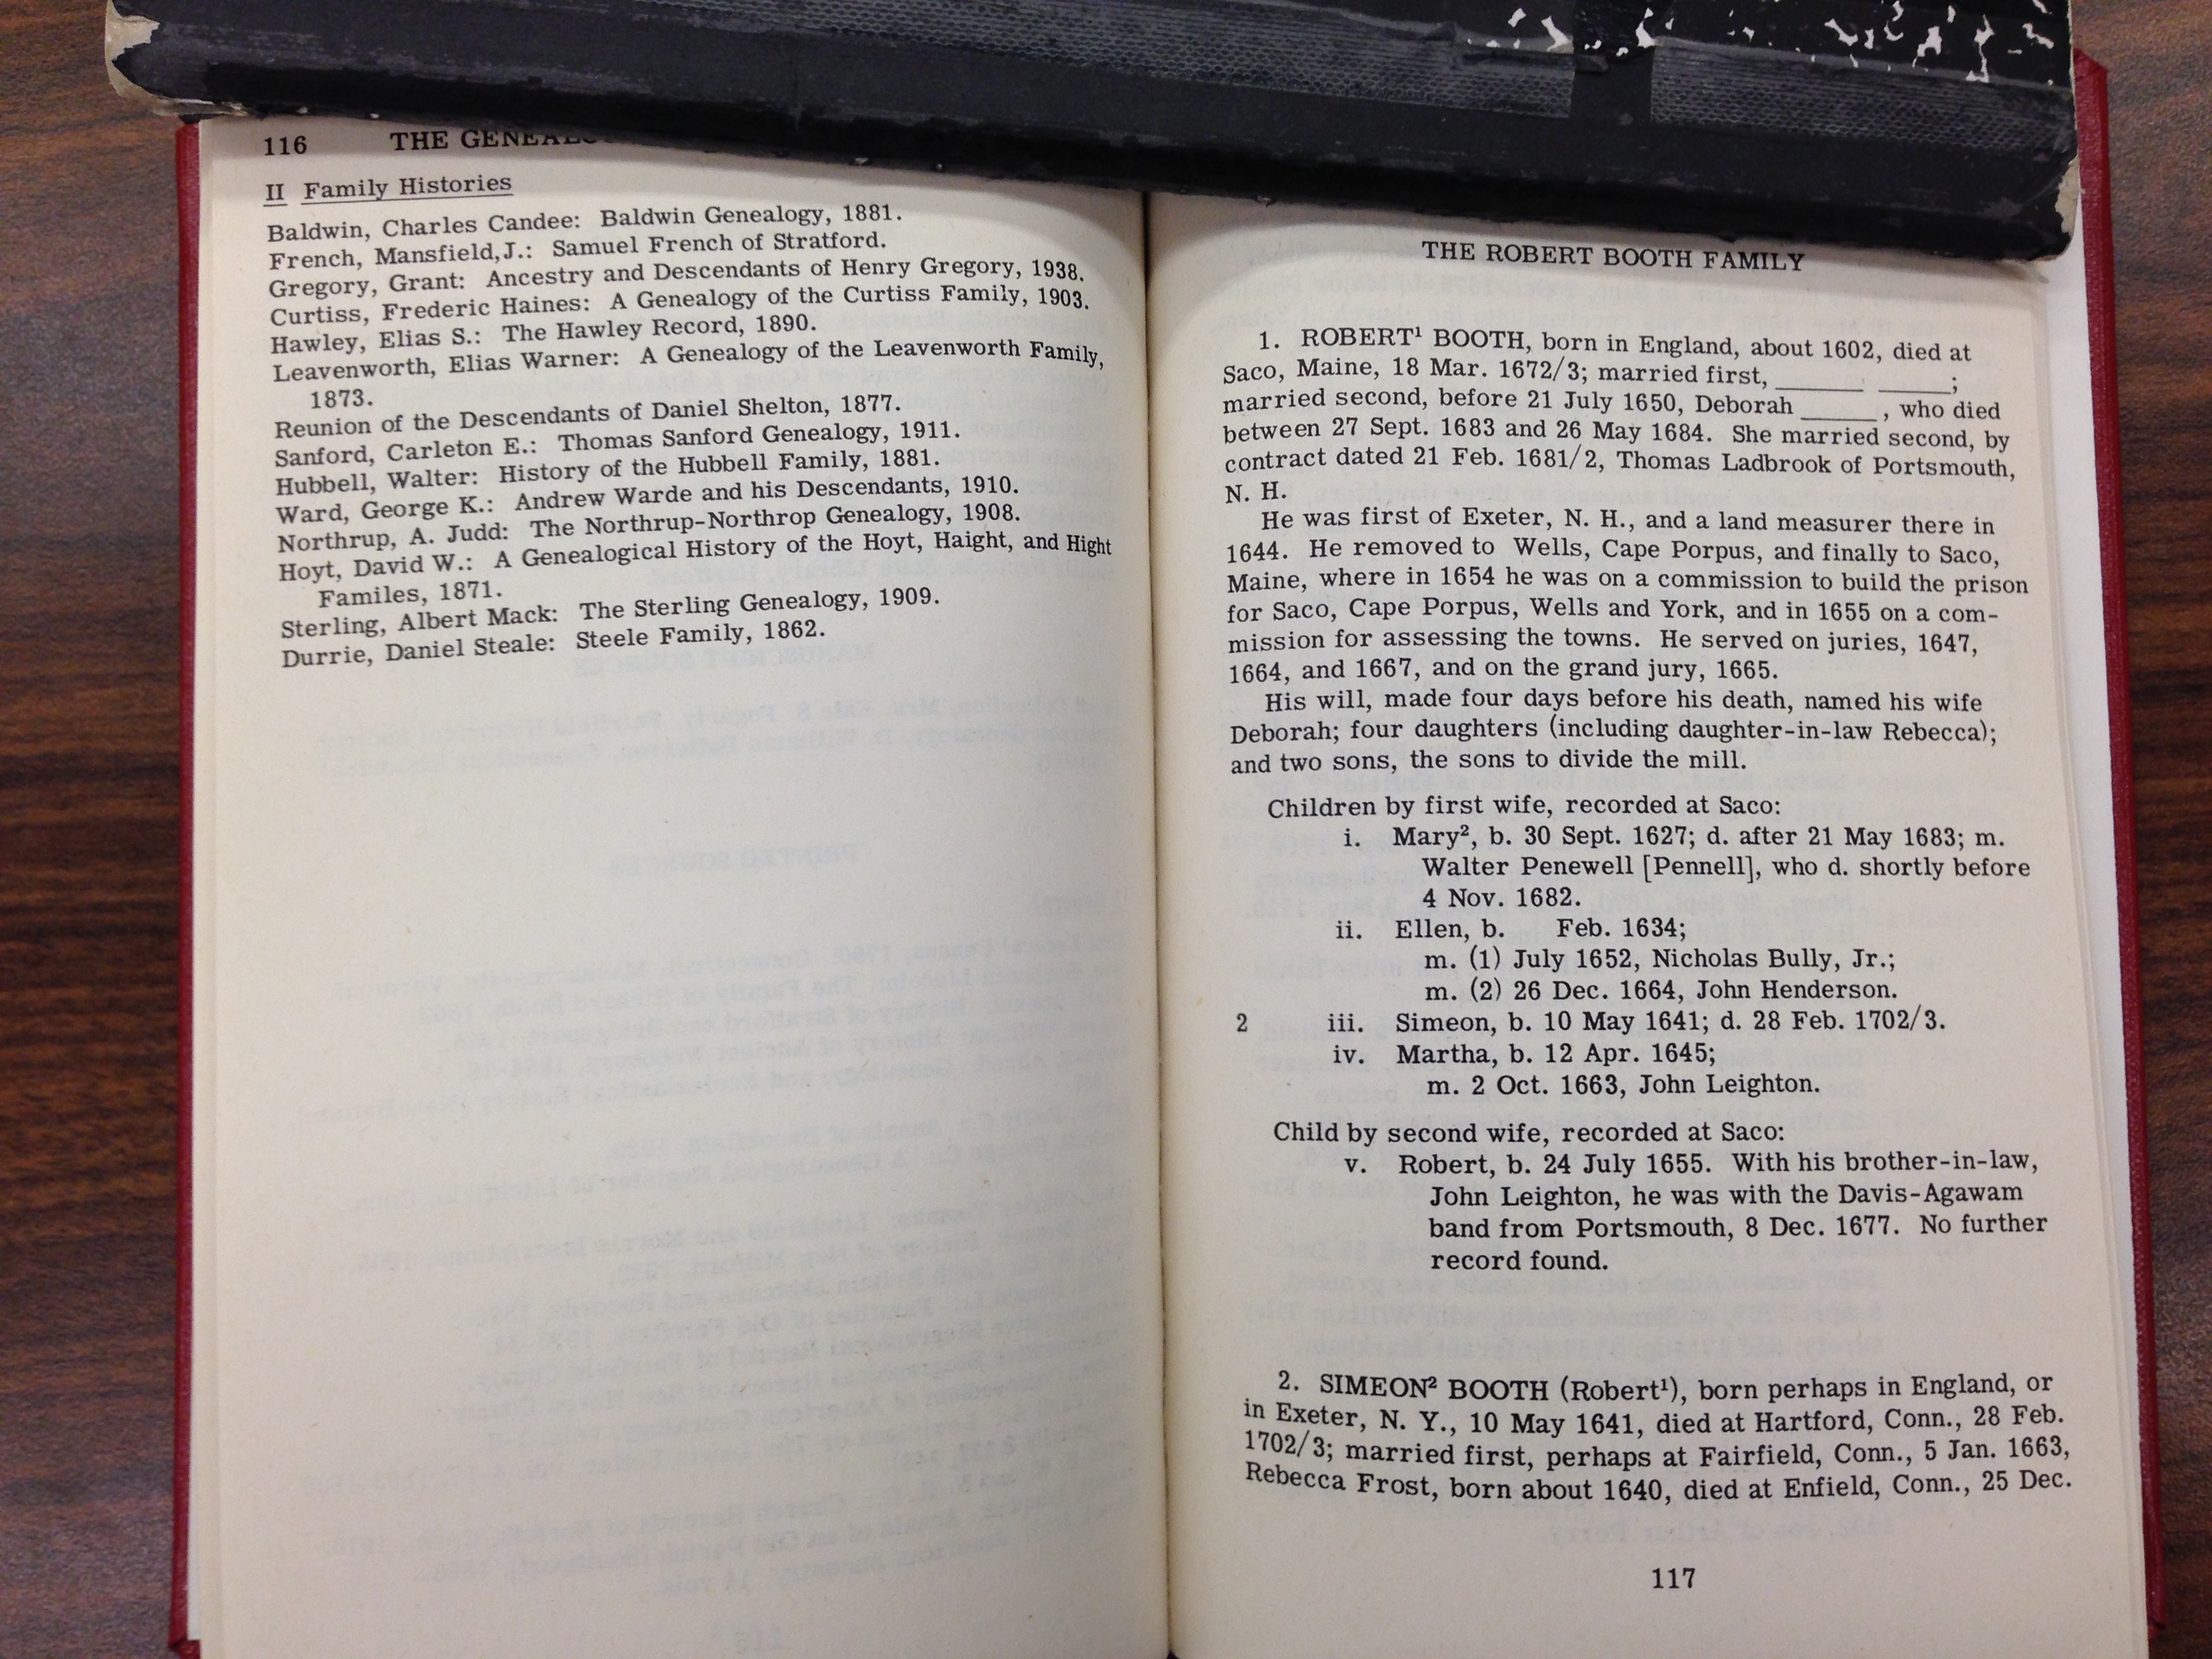 116 THE GENEALO
II Family Histories
Baldwin, Charles Candee: Baldwin Genealogy, 1881.
French, Mansfield,J.: Samuel French of Stratford.
Gregory, Grant: Ancestry and Descendants of Henry Gregory, 1938.
Curtiss, Frederic Haines: A Genealogy of the Curtiss Family, 1903.
Hawley, Elias S.: The Hawley Record, 1890.
Leavenworth, Elias Warner: A Genealogy of the Leavenworth Family,
1873.
Reunion of the Descendants of Daniel Shelton, 1877.
Sanford, Carleton E.: Thomas Sanford Genealogy, 1911.
Hubbell, Walter: History of the Hubbell Family, 1881.
Ward, George K.: Andrew Warde and his Descendants, 1910.
Northrup, A. Judd: The Northrup-Northrop Genealogy, 1908.
Hoyt, David W.: A Genealogical History of the Hoyt, Haight, and Hight
Familes, 1871.
Sterling, Albert Mack: The Sterling Genealogy, 1909.
Durrie, Daniel Steale: Steele Family, 1862.
THE ROBERT BOOTH FAMILY
1. ROBERT¹ BOOTH, born in England, about 1602, died at
Saco, Maine, 18 Mar. 1672/3; married first, ______ _____;
married second, before 21 July 1650, Deborah _____, who died
between 27 Sept. 1683 and 26 May 1684. She married second, by
contract dated 21 Feb. 1681/2, Thomas Ladbrook of Portsmouth,
N. H.
He was first of Exeter, N. H., and a land measurer there in
1644. He removed to Wells, Cape Porpus, and finally to Saco,
Maine, where in 1654 he was on a commission to build the prison
for Saco, Cape Porpus, Wells and York, and in 1655 on a com-
mission for assessing the towns. He served on juries, 1647,
1664, and 1667, and on the grand jury, 1665.
His will, made four days before his death, named his wife
Deborah; four daughters (including daughter-in-law Rebecca);
and two sons, the sons to divide the mill.
Children by first wife, recorded at Saco:
i. Mary², b. 30 Sept. 1627; d. after 21 May 1683; m.
Walter Penewell [Pennell], who d. shortly before
4 Nov. 1682.
ii. Ellen, b. Feb. 1634;
m. (1) July 1652, Nicholas Bully, Jr.;
m. (2) 26 Dec. 1664, John Henderson.
2 iii. Simeon, b. 10 May 1641; d. 28 Feb. 1702/3.
iv. Martha, b. 12 Apr. 1645;
m. 2 Oct. 1663, John Leighton.
Child by second wife, recorded at Saco:
v. Robert, b. 24 July 1655. With his brother-in-law,
John Leighton, he was with the Davis-Agawam
band from Portsmouth, 8 Dec. 1677. No further
record found.
2. SIMEON² BOOTH (Robert¹), born perhaps in England, or
in Exeter, N. Y., 10 May 1641, died at Hartford, Conn., 28 Feb.
1702/3; married first, perhaps at Fairfield, Conn., 5 Jan. 1663,
Rebecca Frost, born about 1640, died at Enfield, Conn., 25 Dec.
117